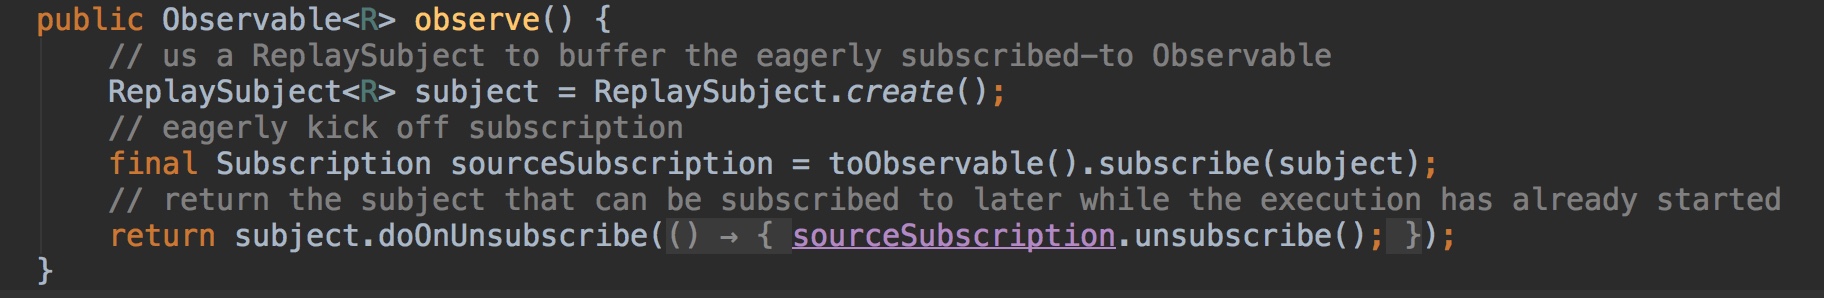 public Observable<R> observe() {
// us a ReplaySubject to buffer the eagerly subscribed-to Observable
ReplaySubject<R> subject = ReplaySubject.create();
// eagerly kick off subscription
final Subscription sourceSubscription = toObservable().subscribe(subject);
// return the subject that can be subscribed to later while the execution has already started
return subject.doOnUnsubscribe(() → { sourceSubscription.unsubscribe(); });
}